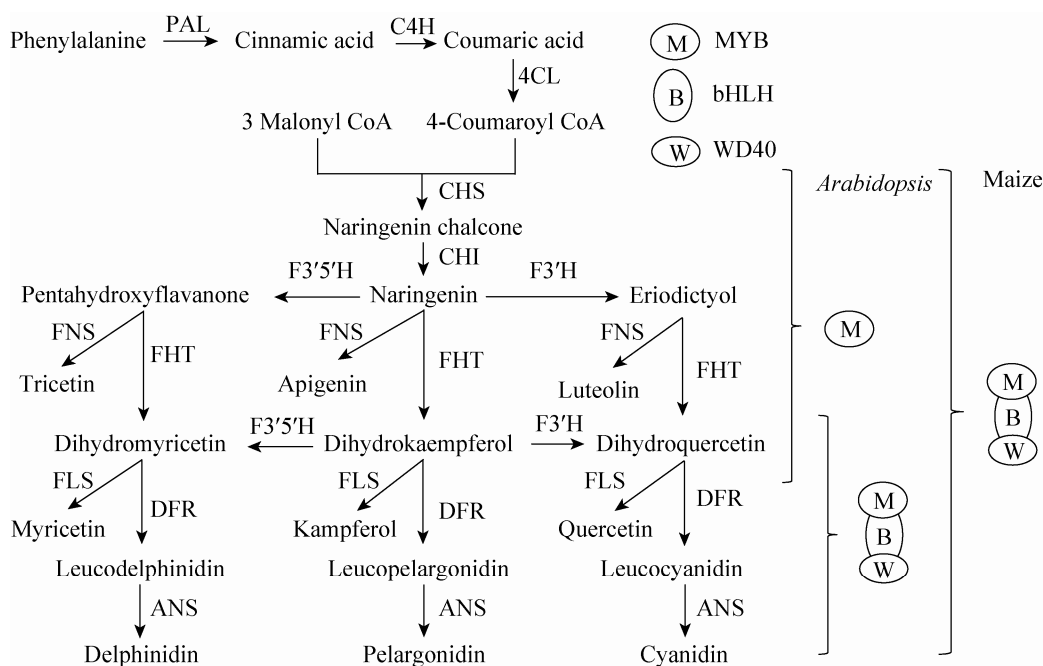 Phenylalanine PAL Cinnamic acid C4H Coumaric acid
M MYB
4CL
B bHLH
3 Malonyl CoA 4-Coumaroyl CoA
W WD40
Arabidopsis Maize
CHS
Naringenin chalcone
CHI
F3′5′H F3′H
Pentahydroxyflavanone Naringenin Eriodictyol
FNS FHT FNS FHT FNS FHT
M
Tricetin Apigenin Luteolin
M
B
W
F3′5′H F3′H
Dihydromyricetin Dihydrokaempferol Dihydroquercetin
FLS DFR FLS DFR FLS DFR
Myricetin Kampferol Quercetin
M
B
W
Leucodelphinidin Leucopelargonidin Leucocyanidin
ANS ANS ANS
Delphinidin Pelargonidin Cyanidin